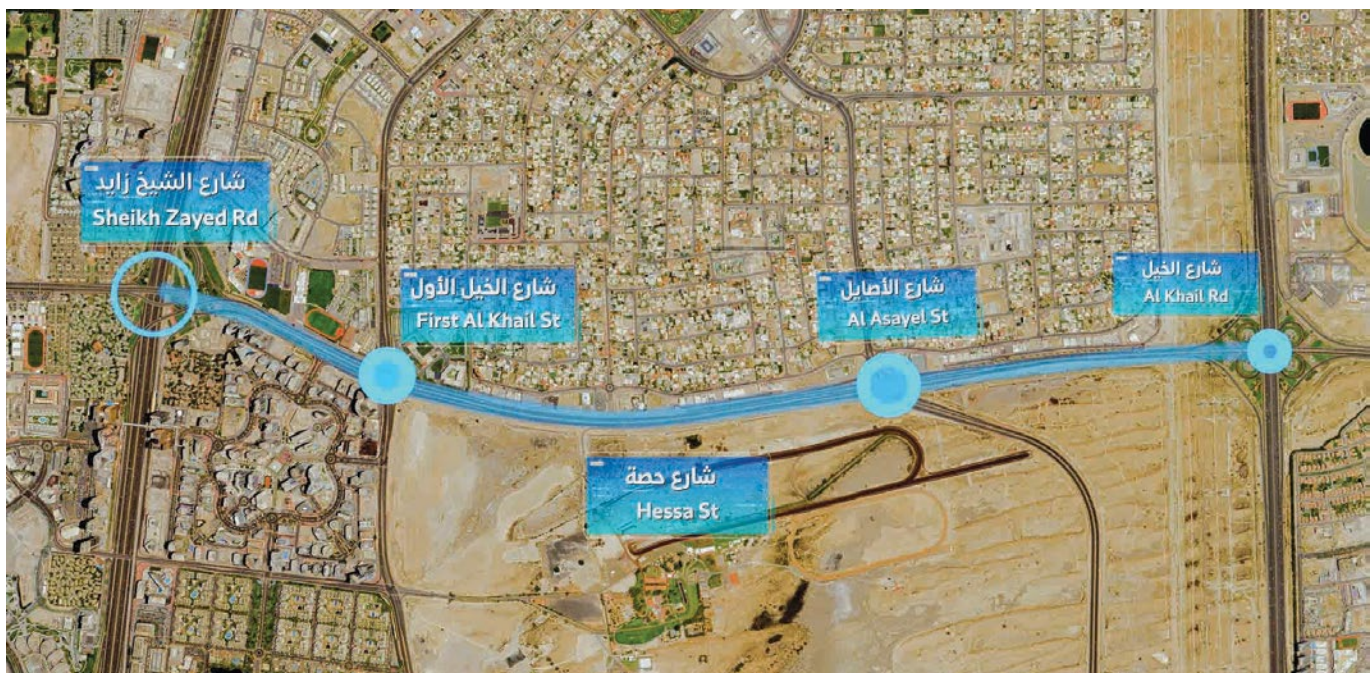 شارع الشيخ زايد
Sheikh Zayed Rd
شارع الخيل الأول
First Al Khail St
شارع الأصايل
Al Asayel St
شارع الخيل
Al Khail Rd
شارع حصة
Hessa St